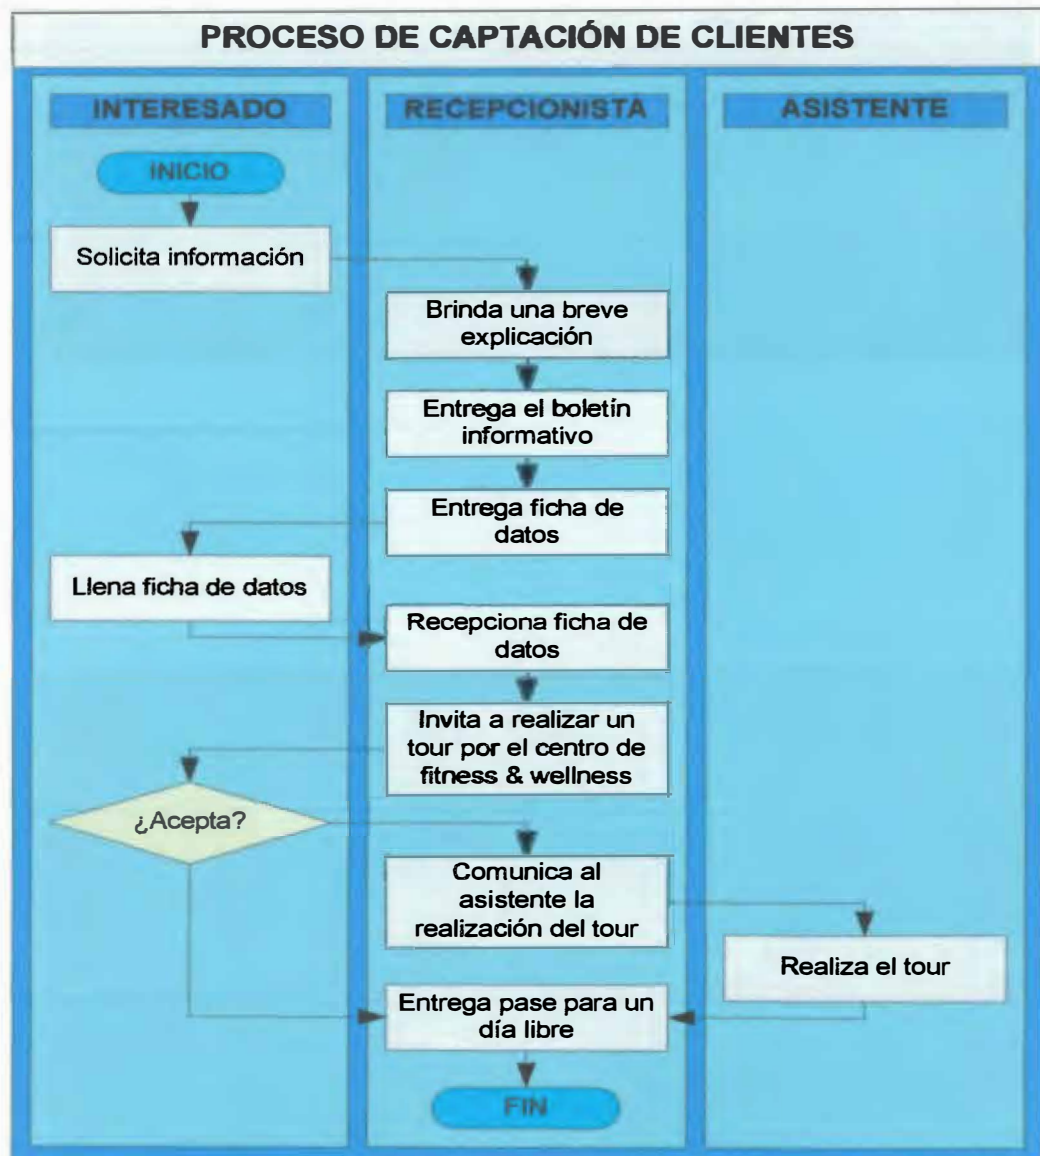 PROCESO DE CAPTACIÓN DE CLIENTES
INTERESADO
RECEPCIONISTA
ASISTENTE
INICIO
Solicita información
Brinda una breve
explicación
Entrega el boletín
informativo
Entrega ficha de
datos
Llena ficha de datos
Recepciona ficha de
datos
Invita a realizar un
tour por el centro de
fitness & wellness
¿Acepta?
Comunica al
asistente la
realización del tour
Realiza el tour
Entrega pase para un
día libre
FIN